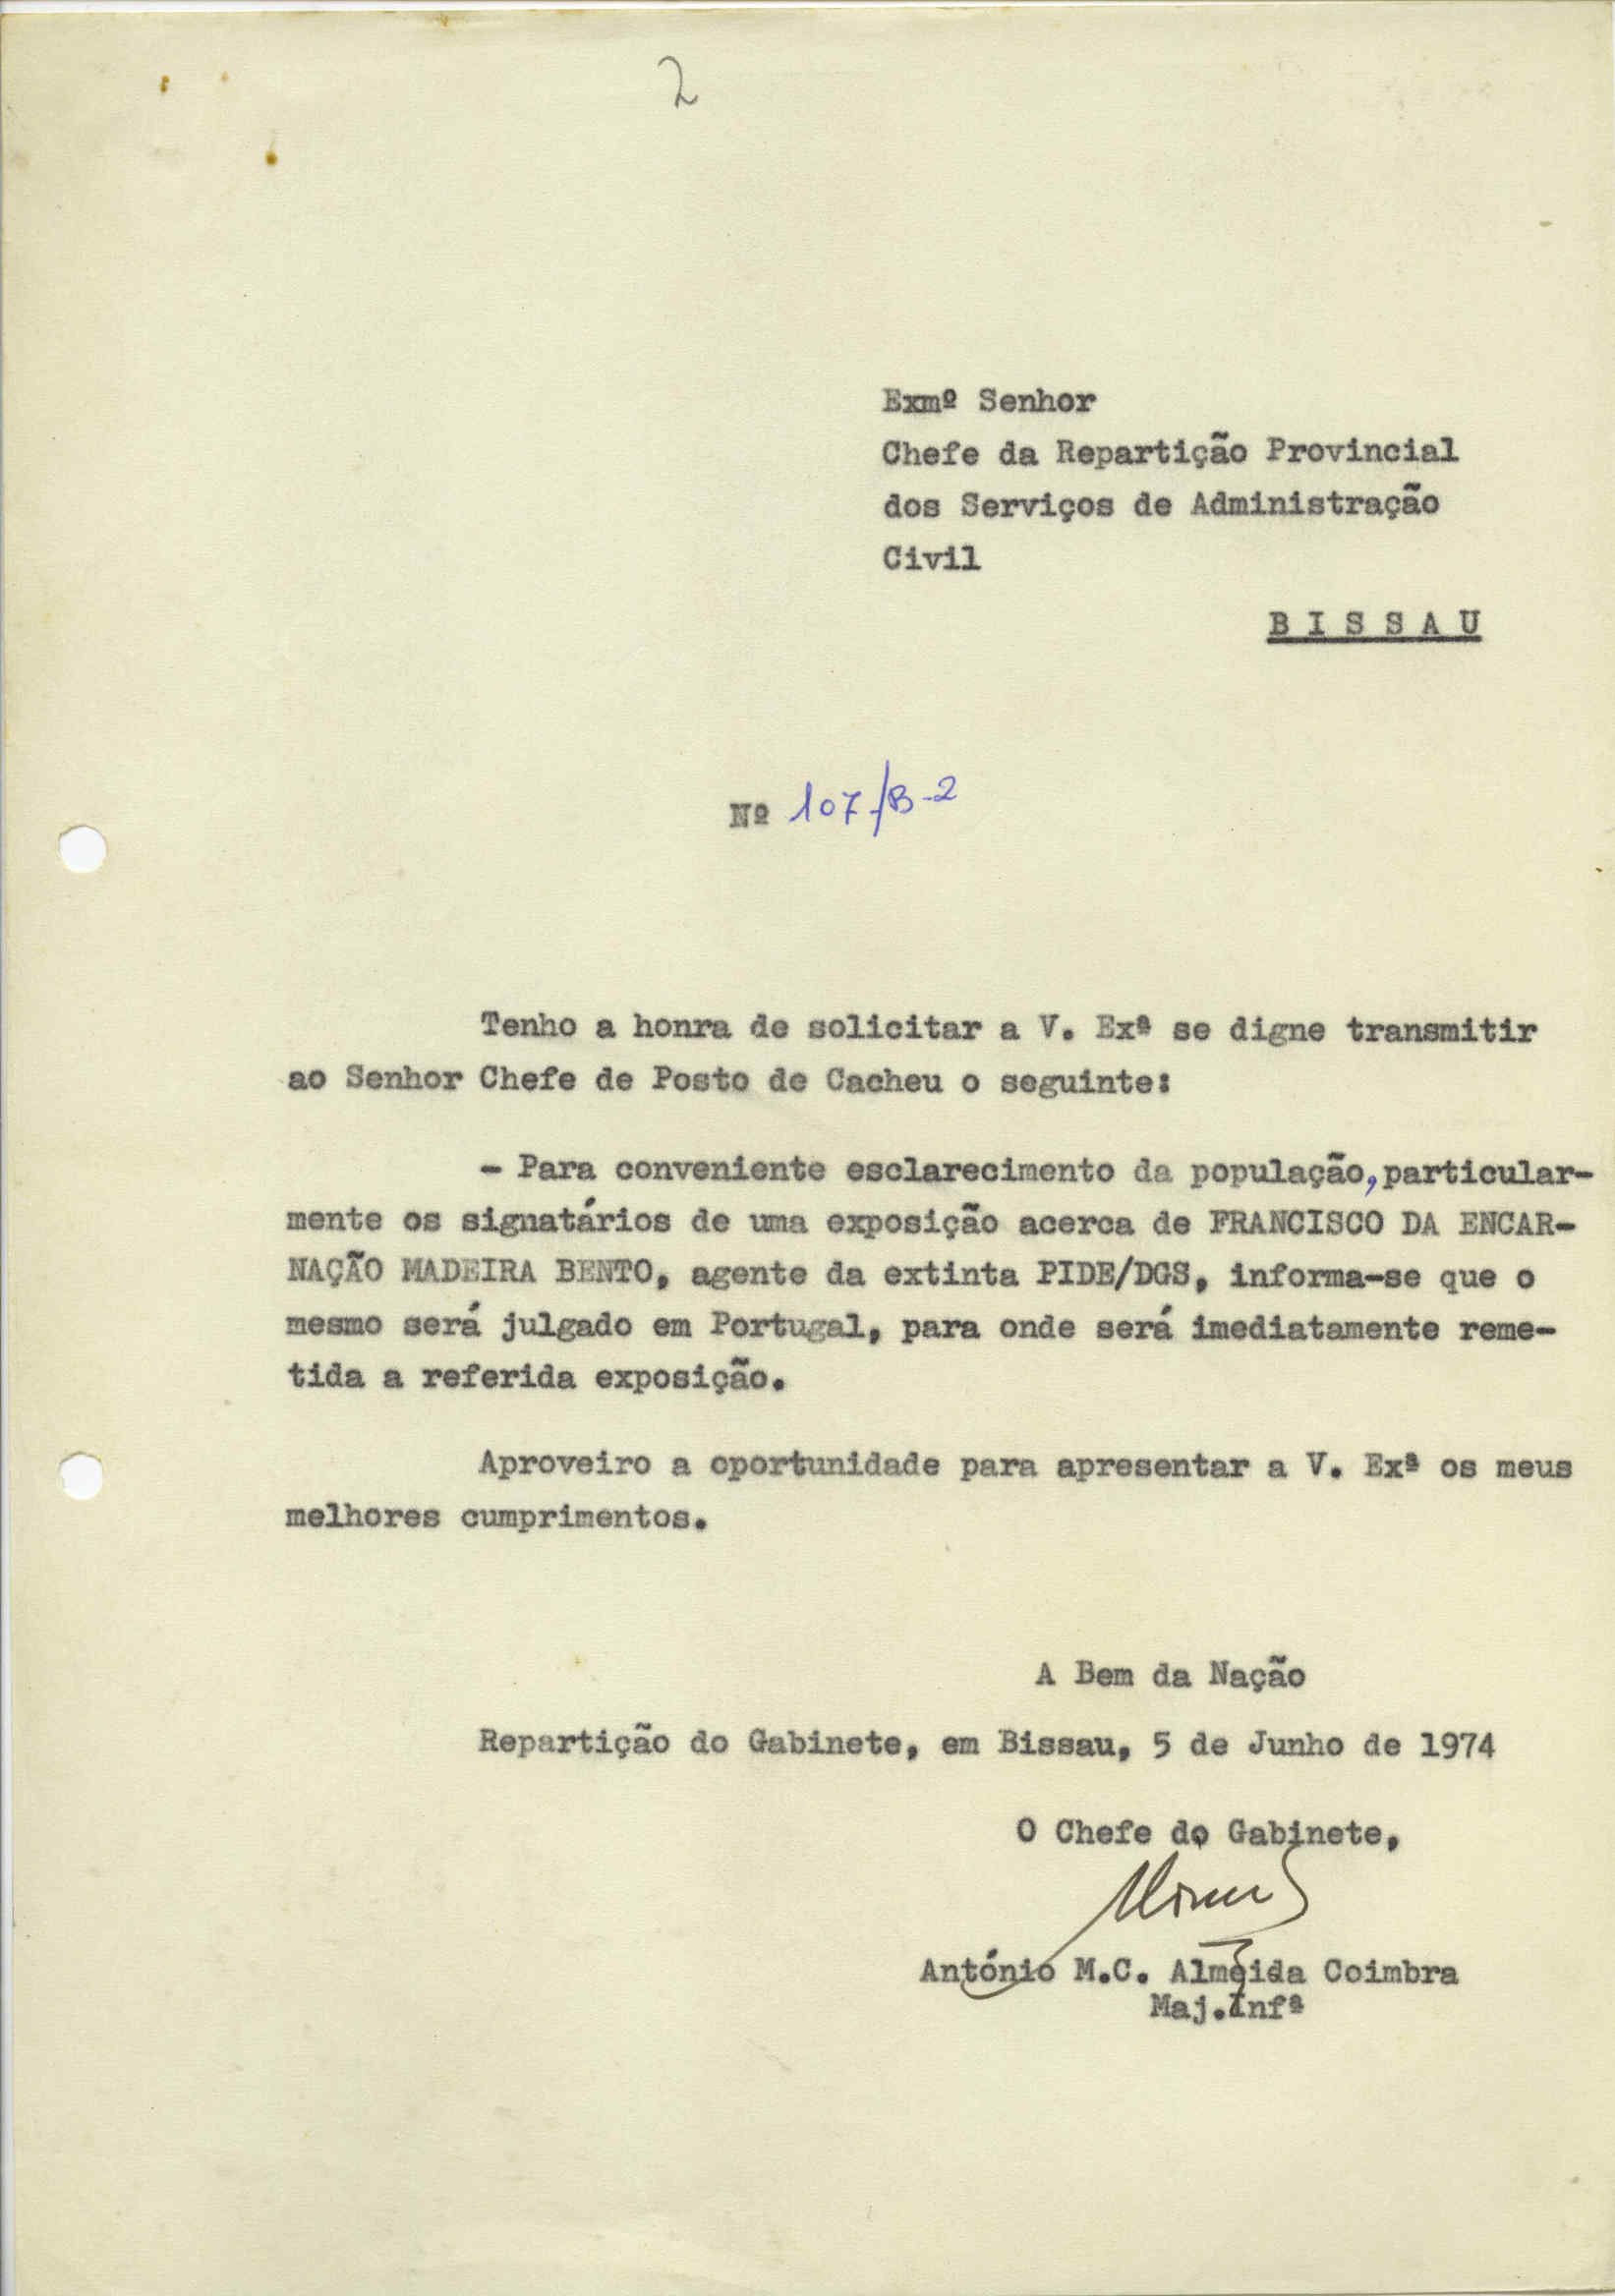 2
Exmº Senhor
Chefe da Repartição Provincial
dos Serviços de Administração
Civil
B I S S A U
Nº 107/B-2
Tenho a honra de solicitar a V. Exª se digne transmitir
ao Senhor Chefe de Posto de Cacheu o seguinte:
- Para conveniente esclarecimento da população, particular-
mente os signatários de uma exposição acerca de FRANCISCO DA ENCAR-
NAÇÃO MADEIRA BENTO, agente da extinta PIDE/DGS, informa-se que o
mesmo será julgado em Portugal, para onde será imediatamente reme-
tida a referida exposição.
Aproveiro a oportunidade para apresentar a V. Exª os meus
melhores cumprimentos.
A Bem da Nação
Repartição do Gabinete, em Bissau, 5 de Junho de 1974
O Chefe do Gabinete,
António M.C. Almeida Coimbra
Maj.Infª